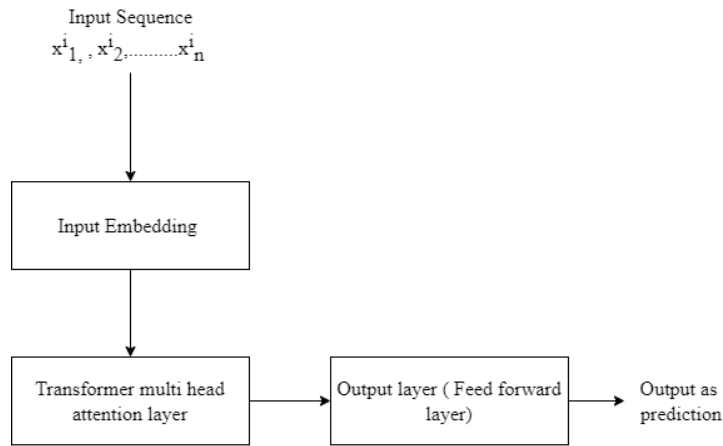 Input Sequence
xⁱ₁, , xⁱ₂,..........xⁱₙ
Input Embedding
Transformer multi head
attention layer
Output layer ( Feed forward
layer)
Output as
prediction